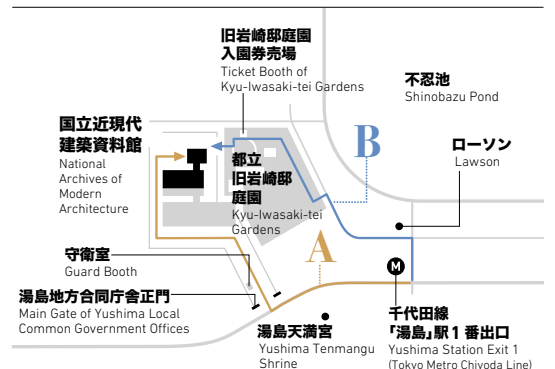 旧岩崎邸庭園
入園券売場
Ticket Booth of
Kyu-Iwasaki-tei Gardens
不忍池
Shinobazu Pond
国立近現代
建築資料館
National
Archives of
Modern
Architecture
B
ローソン
Lawson
都立
旧岩崎邸
庭園
Kyu-Iwasaki-tei
Gardens
A
守衛室
Guard Booth
M
湯島地方合同庁舎正門
Main Gate of Yushima Local
Common Government Offices
湯島天満宮
Yushima Tenmangu
Shrine
千代田線
「湯島」駅1番出口
Yushima Station Exit 1
(Tokyo Metro Chiyoda Line)